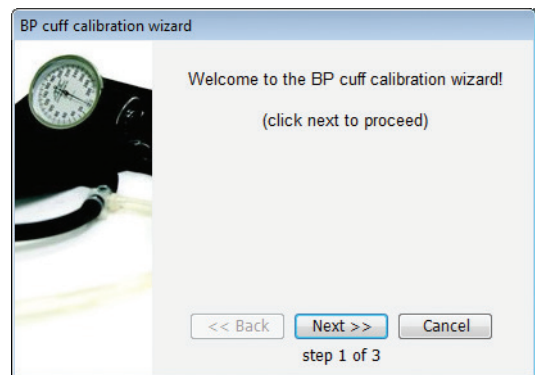 BP cuff calibration wizard
Welcome to the BP cuff calibration wizard!
(click next to proceed)
<< Back
Next >>
Cancel
step 1 of 3